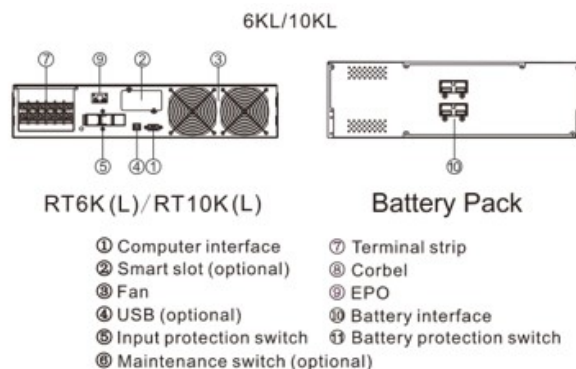 6KL/10KL
⑦ ⑨ ② ③
⑤ ④ ① ⑩
RT6K(L)/RT10K(L) Battery Pack
① Computer interface ⑦ Terminal strip
② Smart slot (optional) ⑧ Corbel
③ Fan ⑨ EPO
④ USB (optional) ⑩ Battery interface
⑤ Input protection switch ⑪ Battery protection switch
⑥ Maintenance switch (optional)